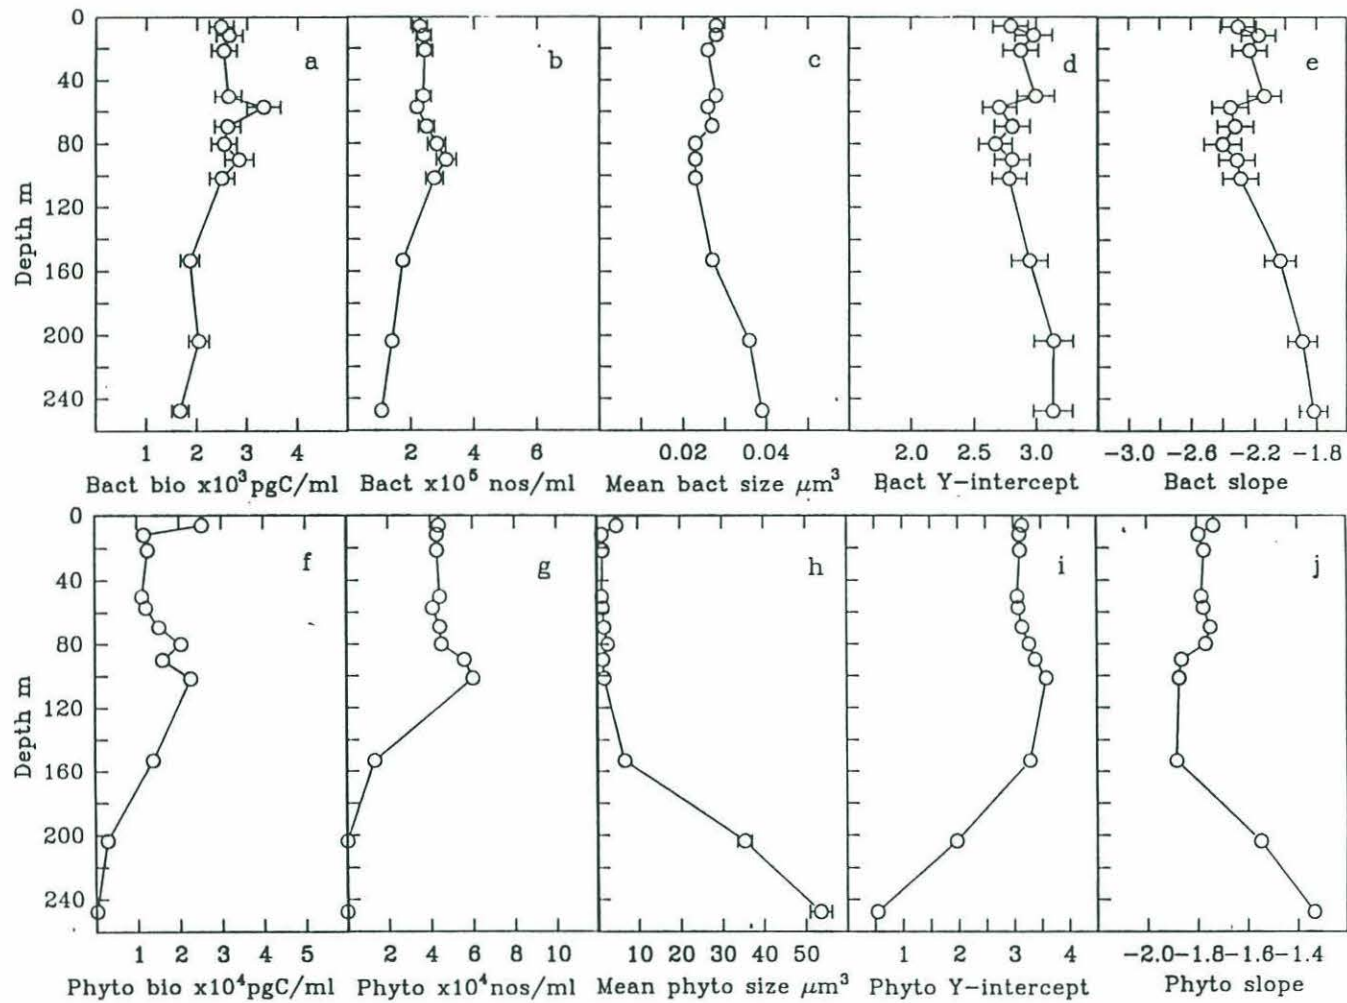 0
40
80
120
160
200
240
Depth m
a
b
c
d
e
1 2 3 4
2 4 6
0.02 0.04
2.0 3.0
-3.0 -2.6 -2.2 -1.8
Bact bio x10³pgC/ml
Bact x10⁵ nos/ml
Mean bact size μm³
Bact Y-intercept
Bact slope
0
40
80
120
160
200
240
Depth m
f
g
h
i
j
1 2 3 4 5
2 4 6 8 10
10 20 30 40 50
1 2 3 4
-2.0-1.8-1.6-1.4
Phyto bio x10⁴pgC/ml
Phyto x10⁴nos/ml
Mean phyto size μm³
Phyto Y-intercept
Phyto slope